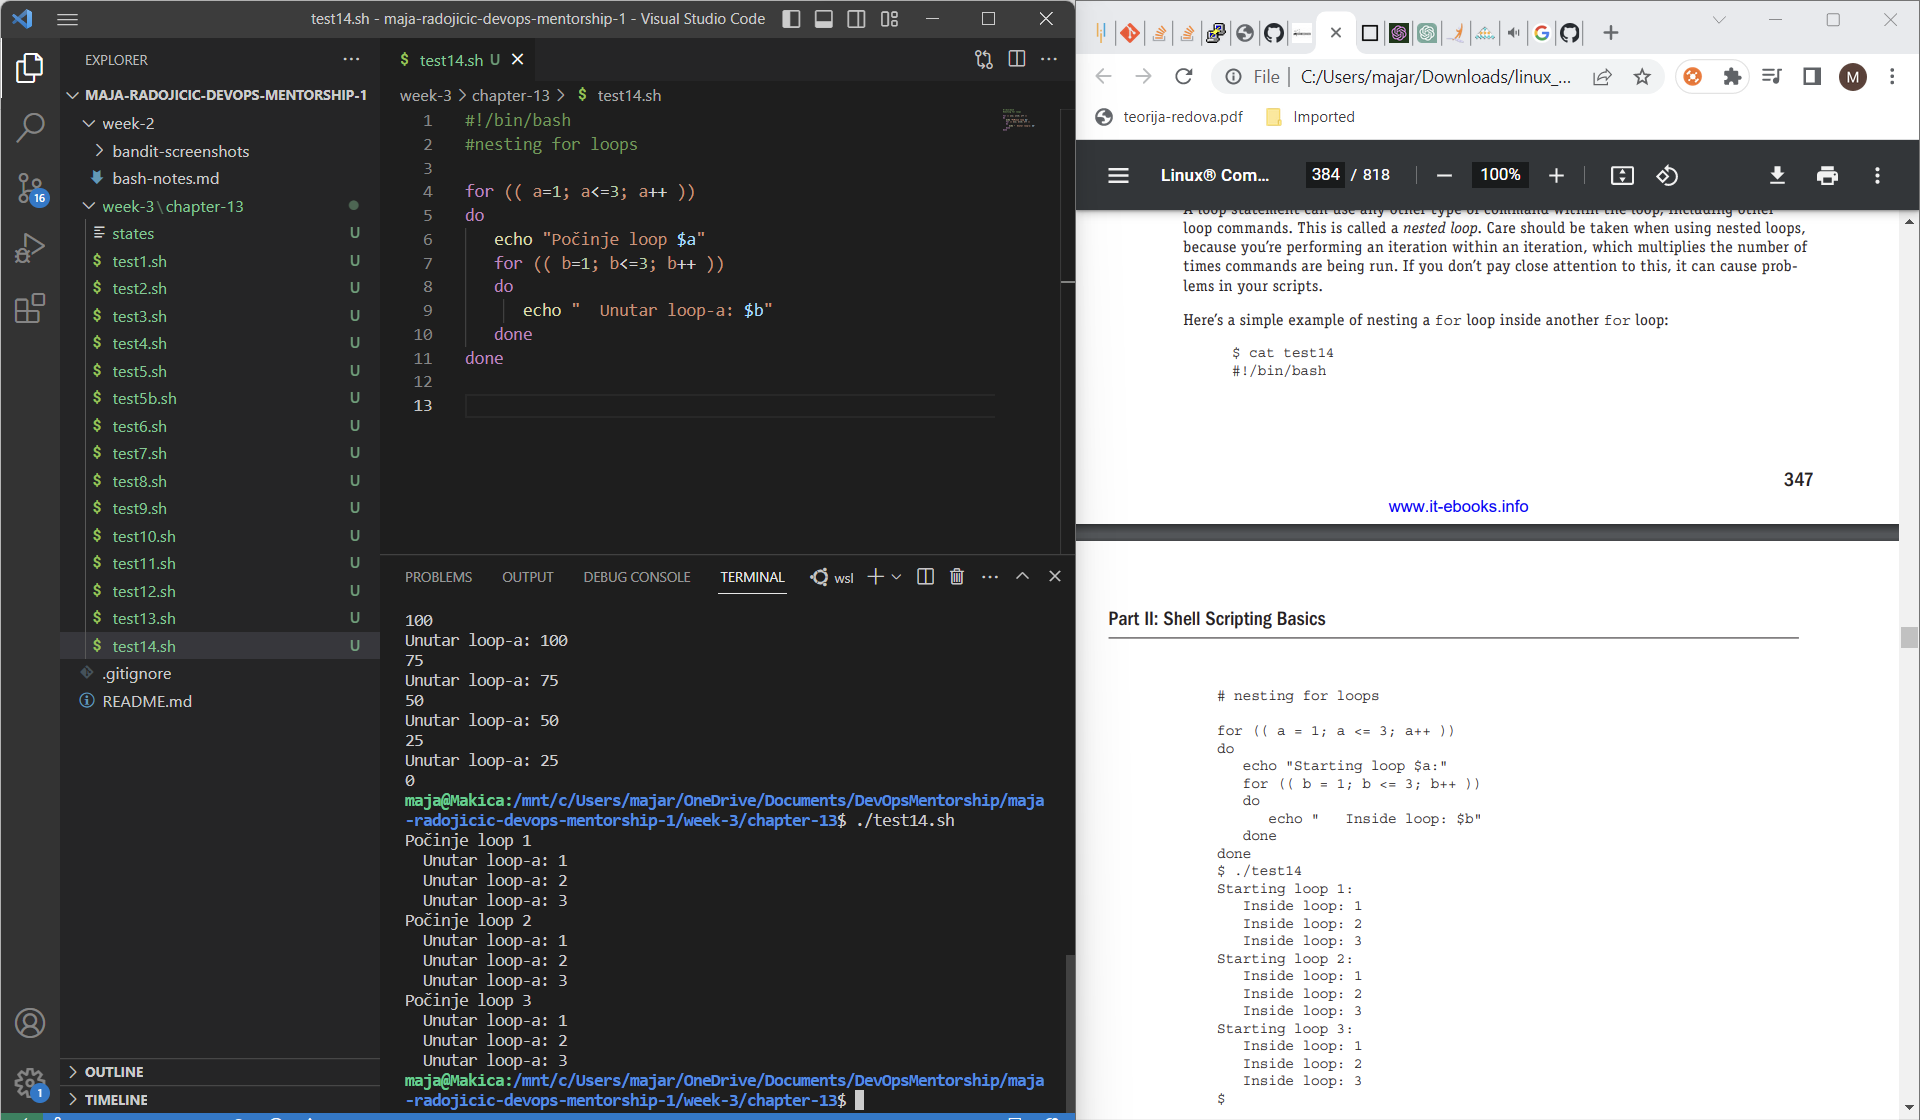 test14.sh - maja-radojicic-devops-mentorship-1 - Visual Studio Code
EXPLORER
MAJA-RADOJICIC-DEVOPS-MENTORSHIP-1
week-2
bandit-screenshots
bash-notes.md
16
week-3\chapter-13
states U
$ test1.sh U
$ test2.sh U
$ test3.sh U
$ test4.sh U
$ test5.sh U
$ test5b.sh U
$ test6.sh U
$ test7.sh U
$ test8.sh U
$ test9.sh U
$ test10.sh U
$ test11.sh U
$ test12.sh U
$ test13.sh U
$ test14.sh U
.gitignore
README.md
OUTLINE
TIMELINE
1
$ test14.sh U
week-3 > chapter-13 > $ test14.sh
1 #!/bin/bash
2 #nesting for loops
3
4 for (( a=1; a<=3; a++ ))
5 do
6 echo "Počinje loop $a"
7 for (( b=1; b<=3; b++ ))
8 do
9 echo "  Unutar loop-a: $b"
10 done
11 done
12
13
PROBLEMS OUTPUT DEBUG CONSOLE TERMINAL wsl
100
Unutar loop-a: 100
75
Unutar loop-a: 75
50
Unutar loop-a: 50
25
Unutar loop-a: 25
0
maja@Makica:/mnt/c/Users/majar/OneDrive/Documents/DevOpsMentorship/maja
-radojicic-devops-mentorship-1/week-3/chapter-13$ ./test14.sh
Počinje loop 1
Unutar loop-a: 1
Unutar loop-a: 2
Unutar loop-a: 3
Počinje loop 2
Unutar loop-a: 1
Unutar loop-a: 2
Unutar loop-a: 3
Počinje loop 3
Unutar loop-a: 1
Unutar loop-a: 2
Unutar loop-a: 3
maja@Makica:/mnt/c/Users/majar/OneDrive/Documents/DevOpsMentorship/maja
-radojicic-devops-mentorship-1/week-3/chapter-13$
File | C:/Users/majar/Downloads/linux_...
M
teorija-redova.pdf Imported
Linux® Com... 384 / 818 100%
A loop statement can use any other type of command within the loop, including other
loop commands. This is called a nested loop. Care should be taken when using nested loops,
because you're performing an iteration within an iteration, which multiplies the number of
times commands are being run. If you don't pay close attention to this, it can cause prob-
lems in your scripts.
Here's a simple example of nesting a for loop inside another for loop:
$ cat test14
#!/bin/bash
347
www.it-ebooks.info
Part II: Shell Scripting Basics
# nesting for loops
for (( a = 1; a <= 3; a++ ))
do
echo "Starting loop $a:"
for (( b = 1; b <= 3; b++ ))
do
echo "   Inside loop: $b"
done
done
$ ./test14
Starting loop 1:
Inside loop: 1
Inside loop: 2
Inside loop: 3
Starting loop 2:
Inside loop: 1
Inside loop: 2
Inside loop: 3
Starting loop 3:
Inside loop: 1
Inside loop: 2
Inside loop: 3
$